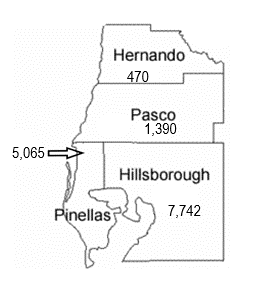 Hernando
470
Pasco
1,390
5,065
Hillsborough
Pinellas
7,742